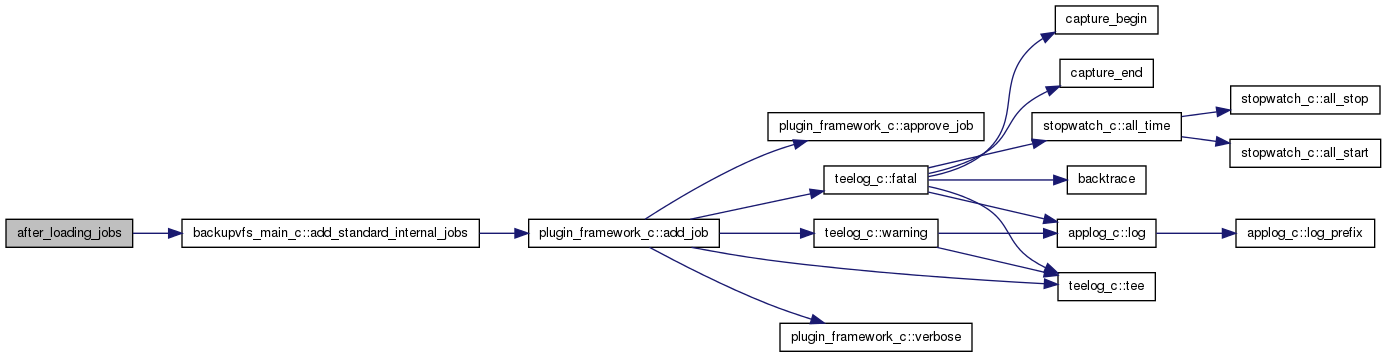 capture_begin
capture_end
stopwatch_c::all_stop
plugin_framework_c::approve_job
stopwatch_c::all_time
stopwatch_c::all_start
teelog_c::fatal
backtrace
after_loading_jobs
backupvfs_main_c::add_standard_internal_jobs
plugin_framework_c::add_job
teelog_c::warning
applog_c::log
applog_c::log_prefix
teelog_c::tee
plugin_framework_c::verbose